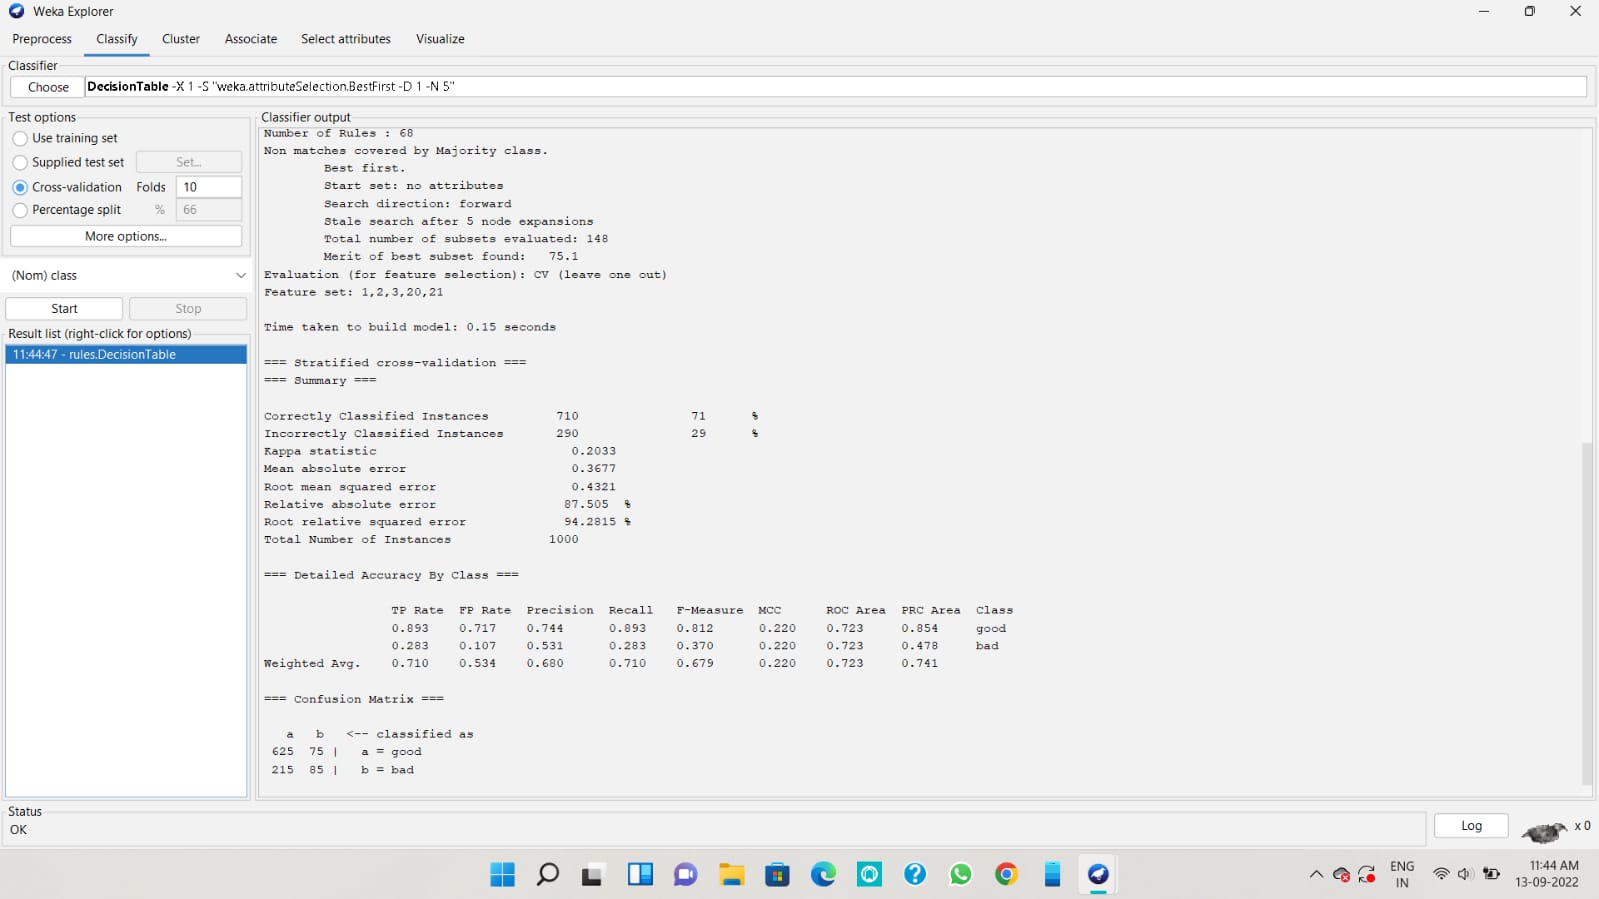 Weka Explorer
Preprocess Classify Cluster Associate Select attributes Visualize
Classifier
Choose DecisionTable -X 1 -S "weka.attributeSelection.BestFirst -D 1 -N 5"
Test options
Use training set
Supplied test set Set...
Cross-validation Folds 10
Percentage split % 66
More options...
(Nom) class
Start Stop
Result list (right-click for options)
11:44:47 - rules.DecisionTable
Classifier output
Number of Rules : 68
Non matches covered by Majority class.
Best first.
Start set: no attributes
Search direction: forward
Stale search after 5 node expansions
Total number of subsets evaluated: 148
Merit of best subset found: 75.1
Evaluation (for feature selection): CV (leave one out)
Feature set: 1,2,3,20,21
Time taken to build model: 0.15 seconds
=== Stratified cross-validation ===
=== Summary ===
Correctly Classified Instances 710 71 %
Incorrectly Classified Instances 290 29 %
Kappa statistic 0.2033
Mean absolute error 0.3677
Root mean squared error 0.4321
Relative absolute error 87.505 %
Root relative squared error 94.2815 %
Total Number of Instances 1000
=== Detailed Accuracy By Class ===
TP Rate FP Rate Precision Recall F-Measure MCC ROC Area PRC Area Class
0.893 0.717 0.744 0.893 0.812 0.220 0.723 0.854 good
0.283 0.107 0.531 0.283 0.370 0.220 0.723 0.478 bad
Weighted Avg. 0.710 0.534 0.680 0.710 0.679 0.220 0.723 0.741
=== Confusion Matrix ===
a b <-- classified as
625 75 | a = good
215 85 | b = bad
Status
OK
Log x 0
ENG
IN
11:44 AM
13-09-2022